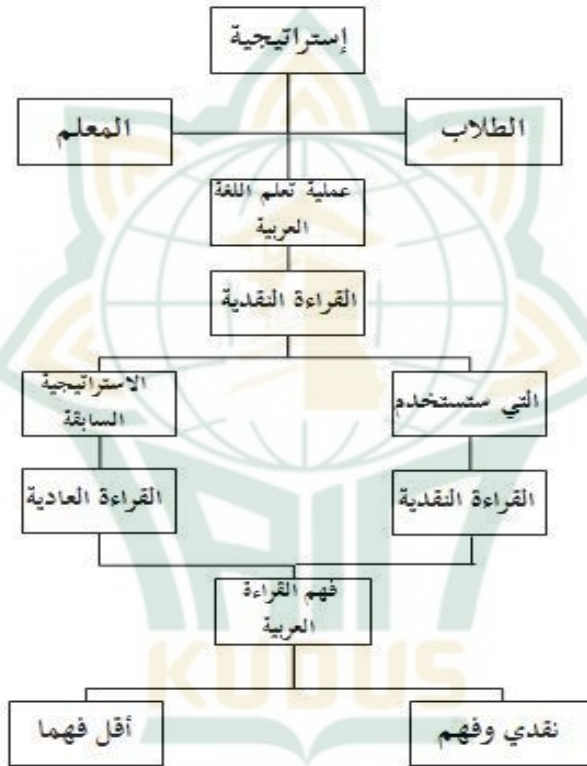 إستراتيجية
الطلاب
المعلم
عملية تعلم اللغة
العربية
القراءة النقدية
التي ستستخدم
الاستراتيجية
السابقة
القراءة النقدية
القراءة العادية
فهم القراءة
العربية
نقدي وفهم
أقل فهما
KUDUS